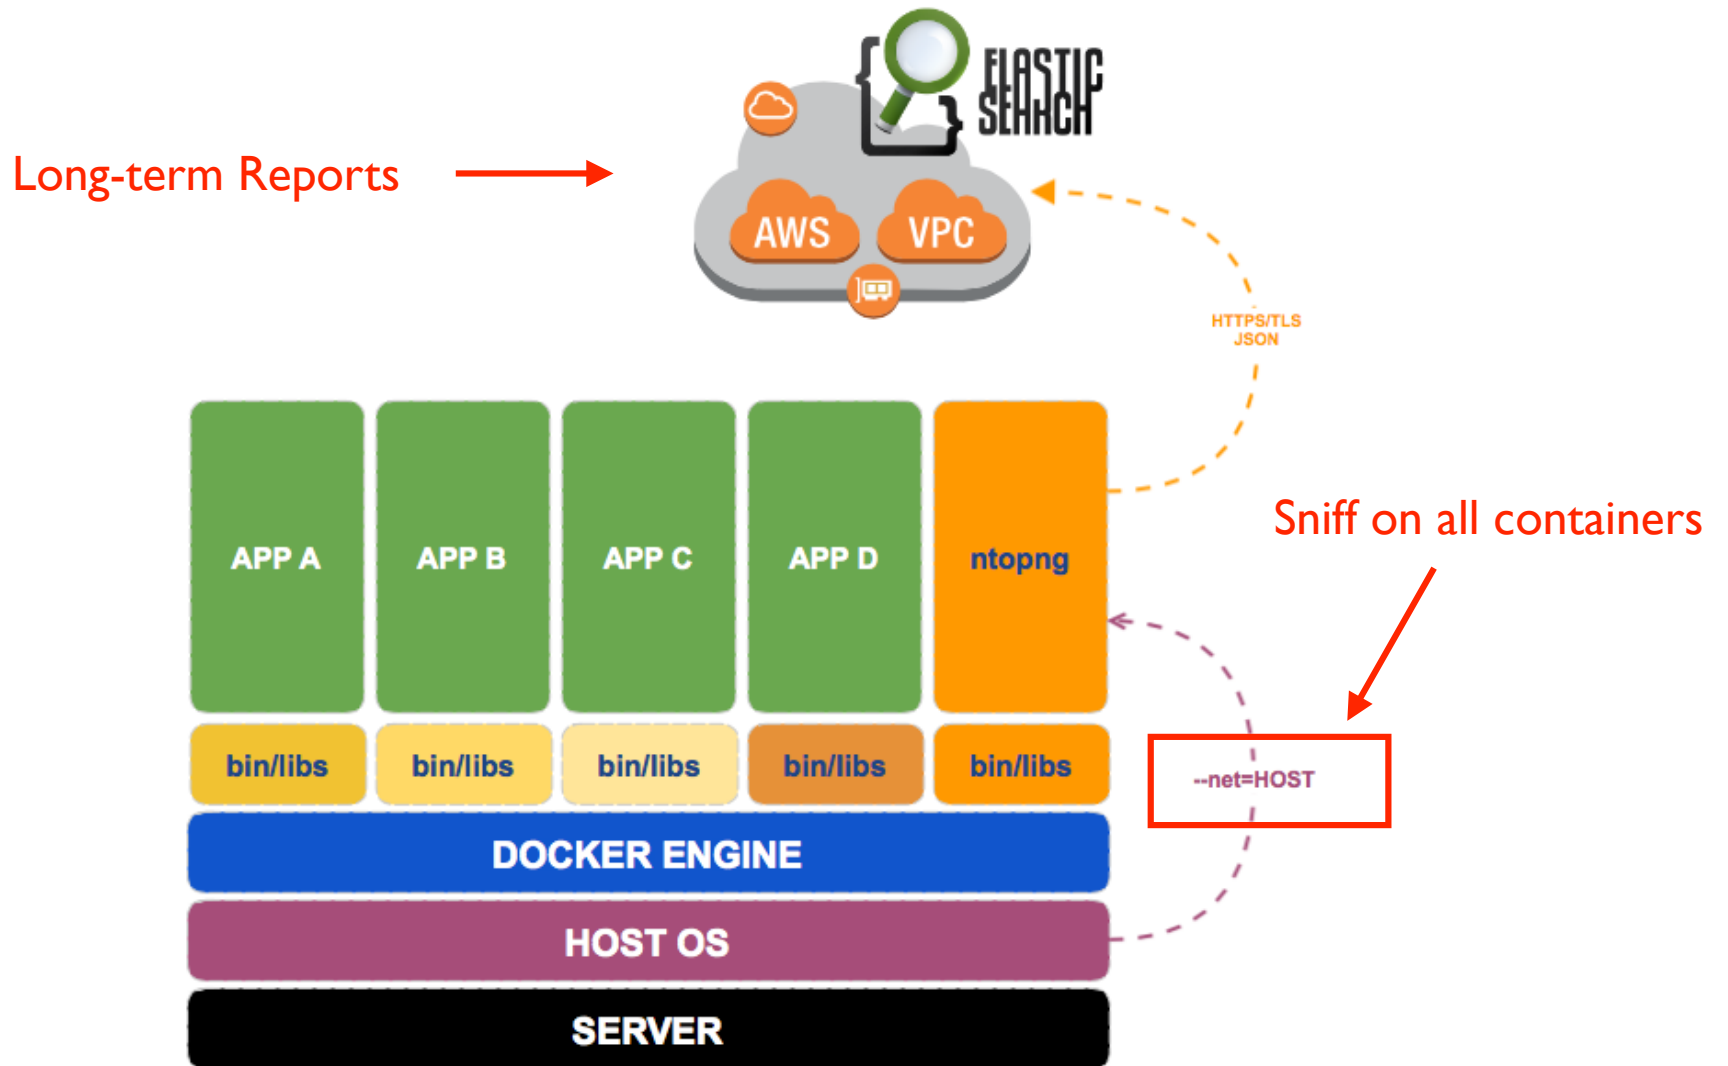 ELASTIC
SEARCH
Long-term Reports
AWS
VPC
HTTPS/TLS
JSON
Sniff on all containers
APP A
APP B
APP C
APP D
ntopng
bin/libs
bin/libs
bin/libs
bin/libs
bin/libs
--net=HOST
DOCKER ENGINE
HOST OS
SERVER